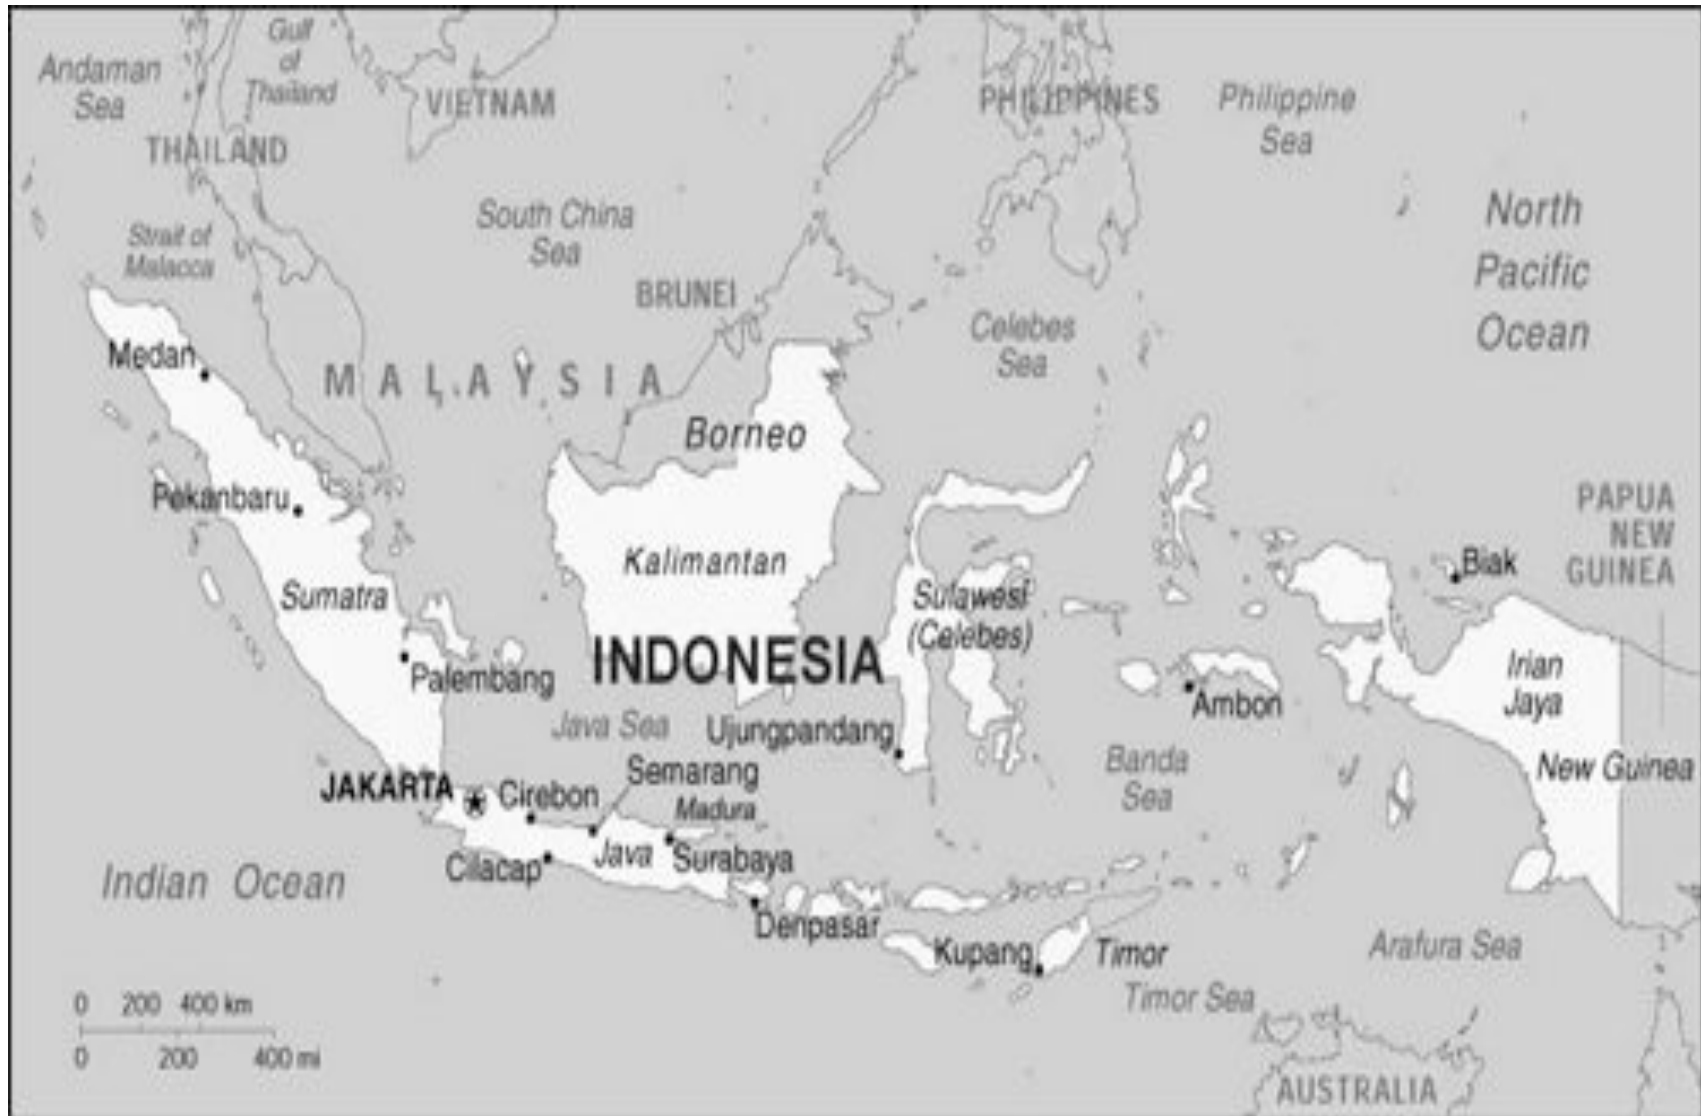 Andaman
Sea
Gulf
of
Thailand
VIETNAM
THAILAND
PHILIPPINES
Philippine
Sea
South China
Sea
Strait of
Malacca
North
Pacific
Ocean
BRUNEI
Celebes
Sea
Medan
MALAYSIA
Borneo
Pekanbaru
PAPUA
NEW
GUINEA
Kalimantan
Biak
Sumatra
Sulawesi
(Celebes)
INDONESIA
Palembang
Irian
Jaya
Ambon
Java Sea
Ujungpandang
Banda
Sea
New Guinea
Semarang
JAKARTA
Cirebon
Madura
Java
Surabaya
Cilacap
Indian Ocean
Denpasar
Kupang
Timor
Arafura Sea
Timor Sea
0 200 400 km
0 200 400 mi
AUSTRALIA